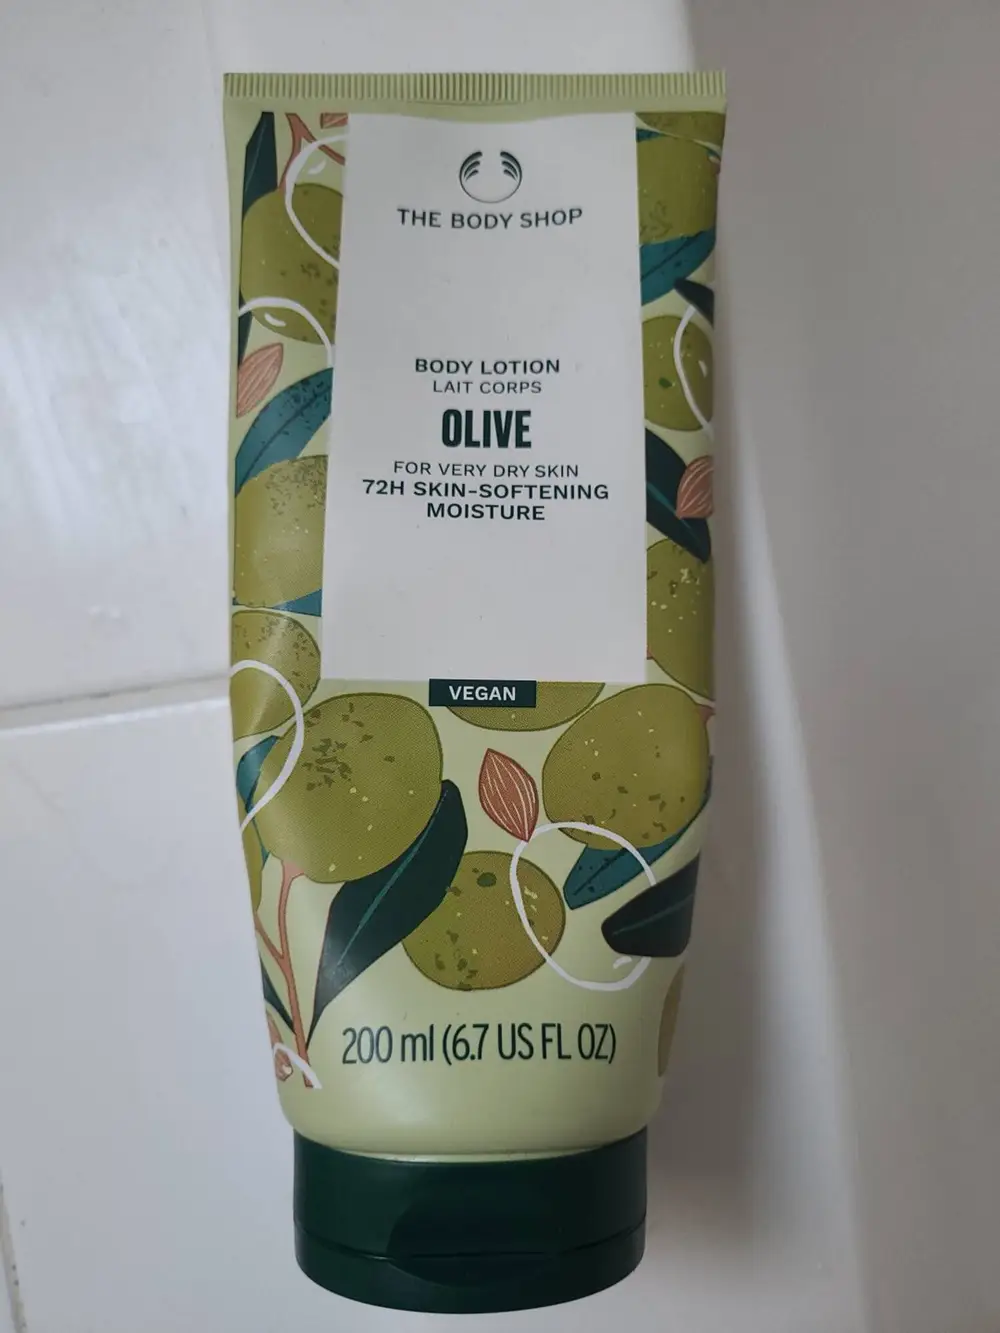 THE BODY SHOP
BODY LOTION
LAIT CORPS
OLIVE
FOR VERY DRY SKIN
72H SKIN-SOFTENING
MOISTURE
VEGAN
200 ml (6.7 US FL OZ)